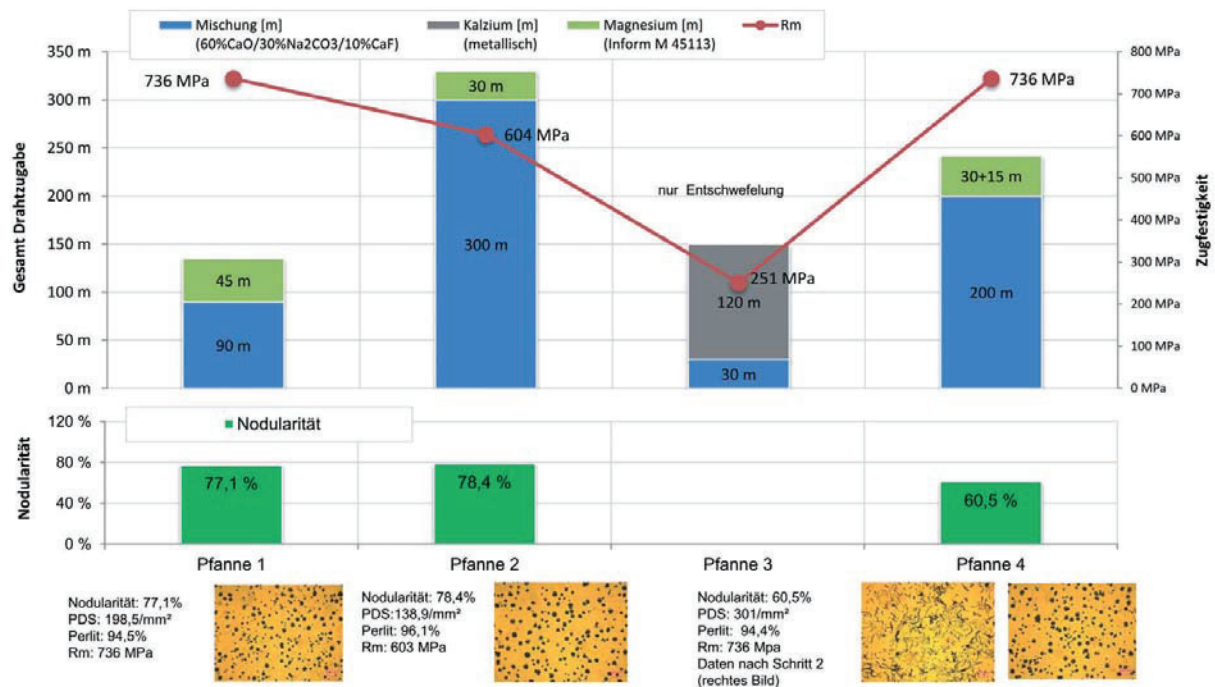 Mischung [m]
(60%CaO/30%Na2CO3/10%CaF)
Kalzium [m]
(metallisch)
Magnesium [m]
(Inform M 45113)
Rm
Gesamt Drahtzugabe
350 m
300 m
250 m
200 m
150 m
100 m
50 m
0 m
800 MPa
700 MPa
600 MPa
500 MPa
400 MPa
300 MPa
200 MPa
100 MPa
0 MPa
Zugfestigkeit
736 MPa
604 MPa
251 MPa
736 MPa
45 m
90 m
30 m
300 m
nur Entschwefelung
120 m
30 m
30+15 m
200 m
Nodularität
120 %
80 %
40 %
0 %
Nodularität
77,1 %
78,4 %
60,5 %
Pfanne 1
Pfanne 2
Pfanne 3
Pfanne 4
Nodularität: 77,1%
PDS: 198,5/mm²
Perlit: 94,5%
Rm: 736 MPa
Nodularität: 78,4%
PDS:138,9/mm²
Perlit: 96,1%
Rm: 603 MPa
Nodularität: 60,5%
PDS: 301/mm²
Perlit: 94,4%
Rm: 736 Mpa
Daten nach Schritt 2
(rechtes Bild)